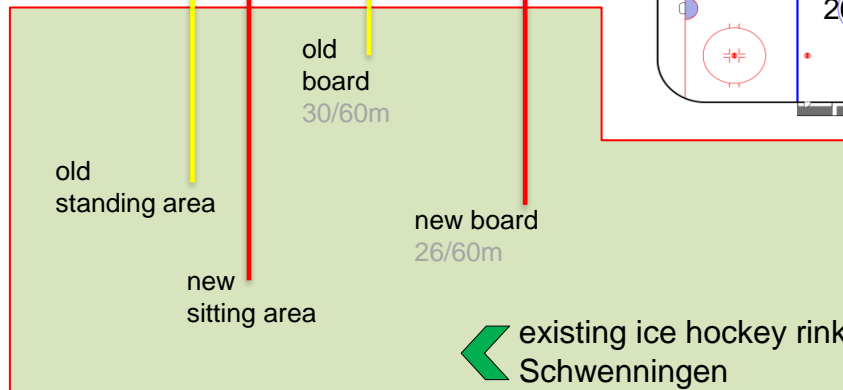 old
board
30/60m
old
standing area
new board
26/60m
new
sitting area
existing ice hockey rink
Schwenningen